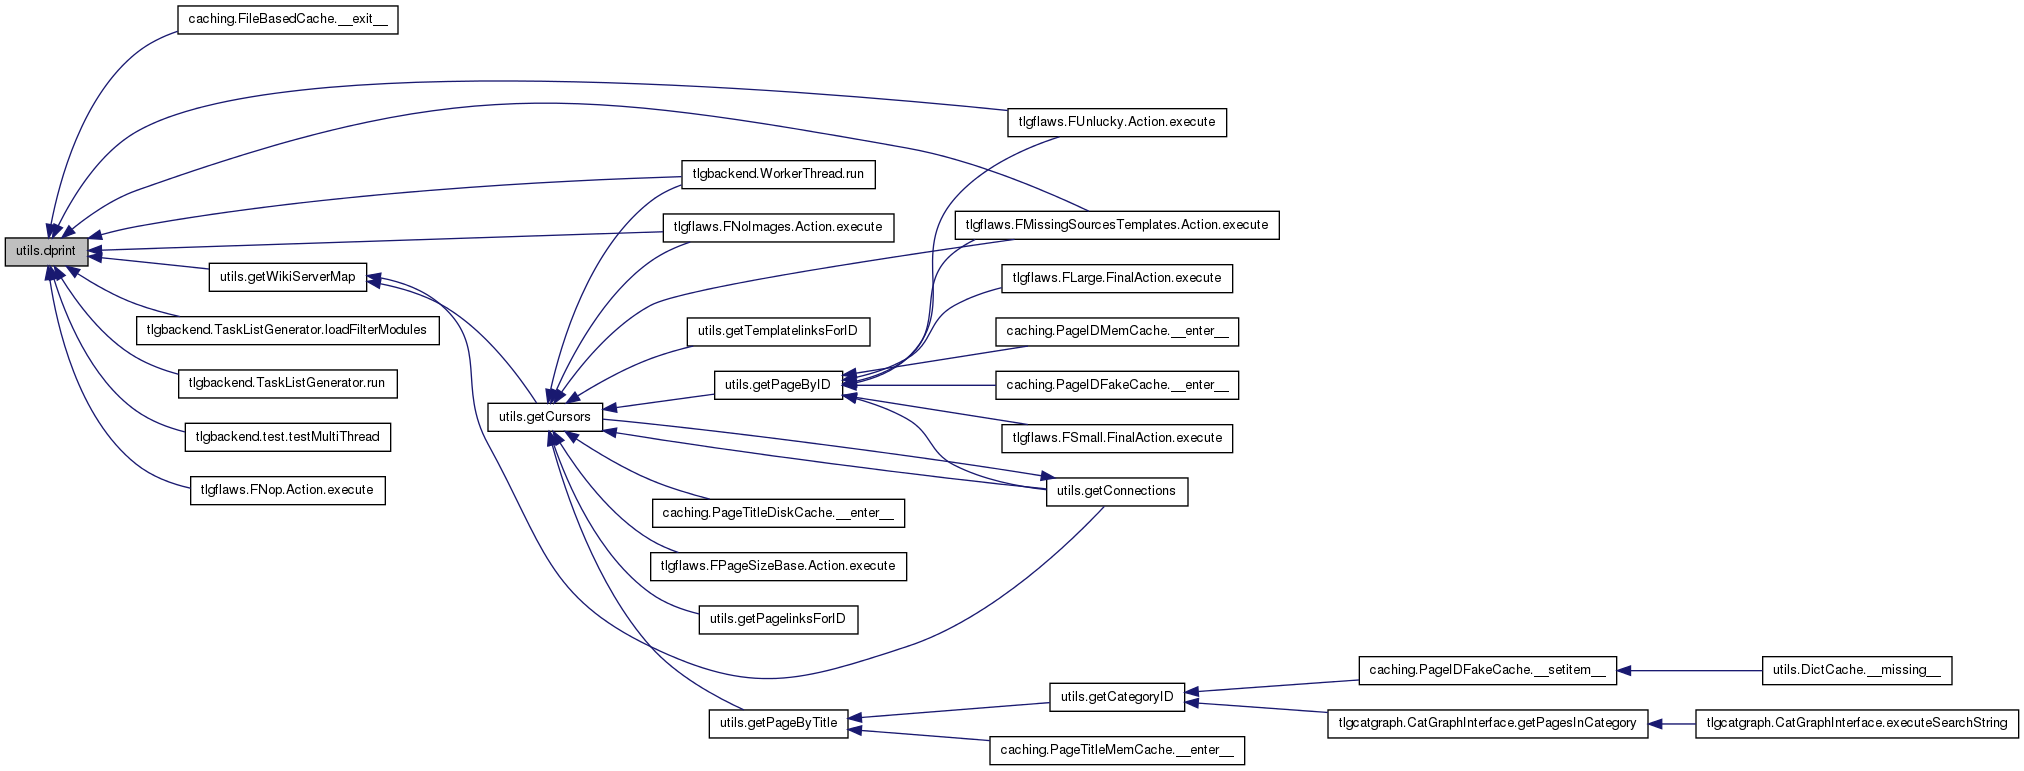 caching.FileBasedCache.__exit__
tlgflaws.FUnlucky.Action.execute
tlgbackend.WorkerThread.run
tlgflaws.FMissingSourcesTemplates.Action.execute
tlgflaws.FNoImages.Action.execute
utils.dprint
utils.getWikiServerMap
tlgflaws.FLarge.FinalAction.execute
tlgbackend.TaskListGenerator.loadFilterModules
utils.getTemplatelinksForID
caching.PageIDMemCache.__enter__
tlgbackend.TaskListGenerator.run
utils.getPageByID
caching.PageIDFakeCache.__enter__
utils.getCursors
tlgbackend.test.testMultiThread
tlgflaws.FSmall.FinalAction.execute
tlgflaws.FNop.Action.execute
utils.getConnections
caching.PageTitleDiskCache.__enter__
tlgflaws.FPageSizeBase.Action.execute
utils.getPagelinksForID
caching.PageIDFakeCache.__setitem__
utils.DictCache.__missing__
utils.getCategoryID
utils.getPageByTitle
tlgcatgraph.CatGraphInterface.getPagesInCategory
tlgcatgraph.CatGraphInterface.executeSearchString
caching.PageTitleMemCache.__enter__